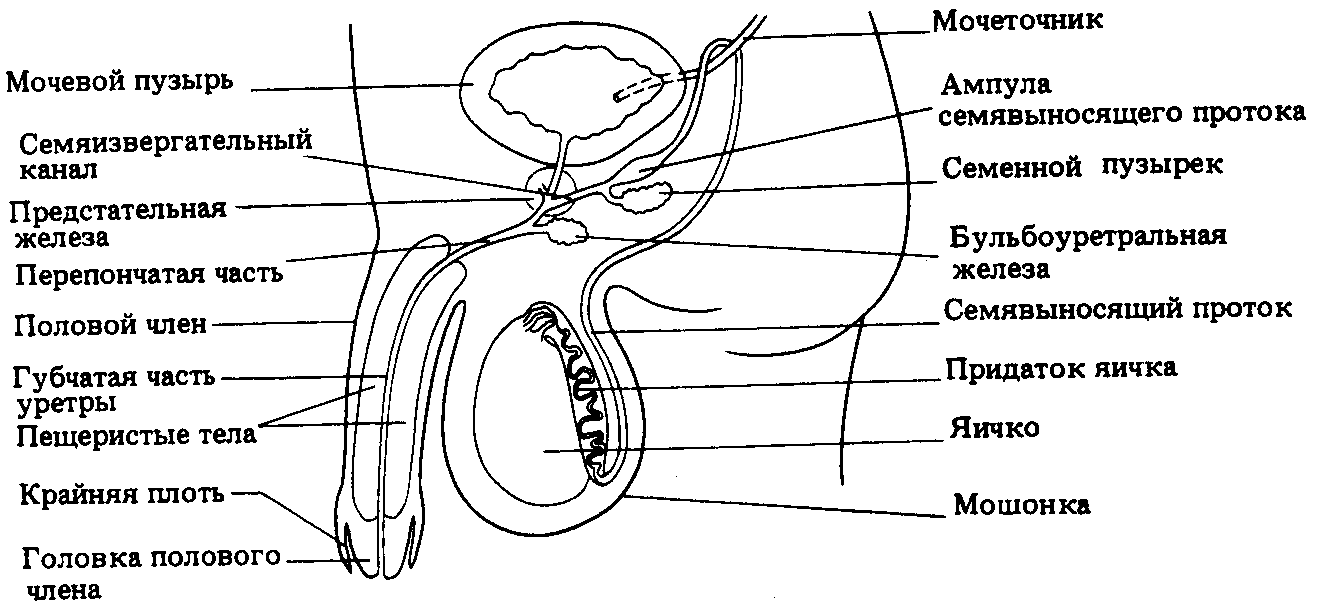 Мочевой пузырь
Семяизвергательный
канал
Предстательная
железа
Перепончатая часть
Половой член
Губчатая часть
уретры
Пещеристые тела
Крайняя плоть
Головка полового
члена
Мочеточник
Ампула
семявыносящего протока
Семенной пузырек
Бульбоуретральная
железа
Семявыносящий проток
Придаток яичка
Яичко
Мошонка